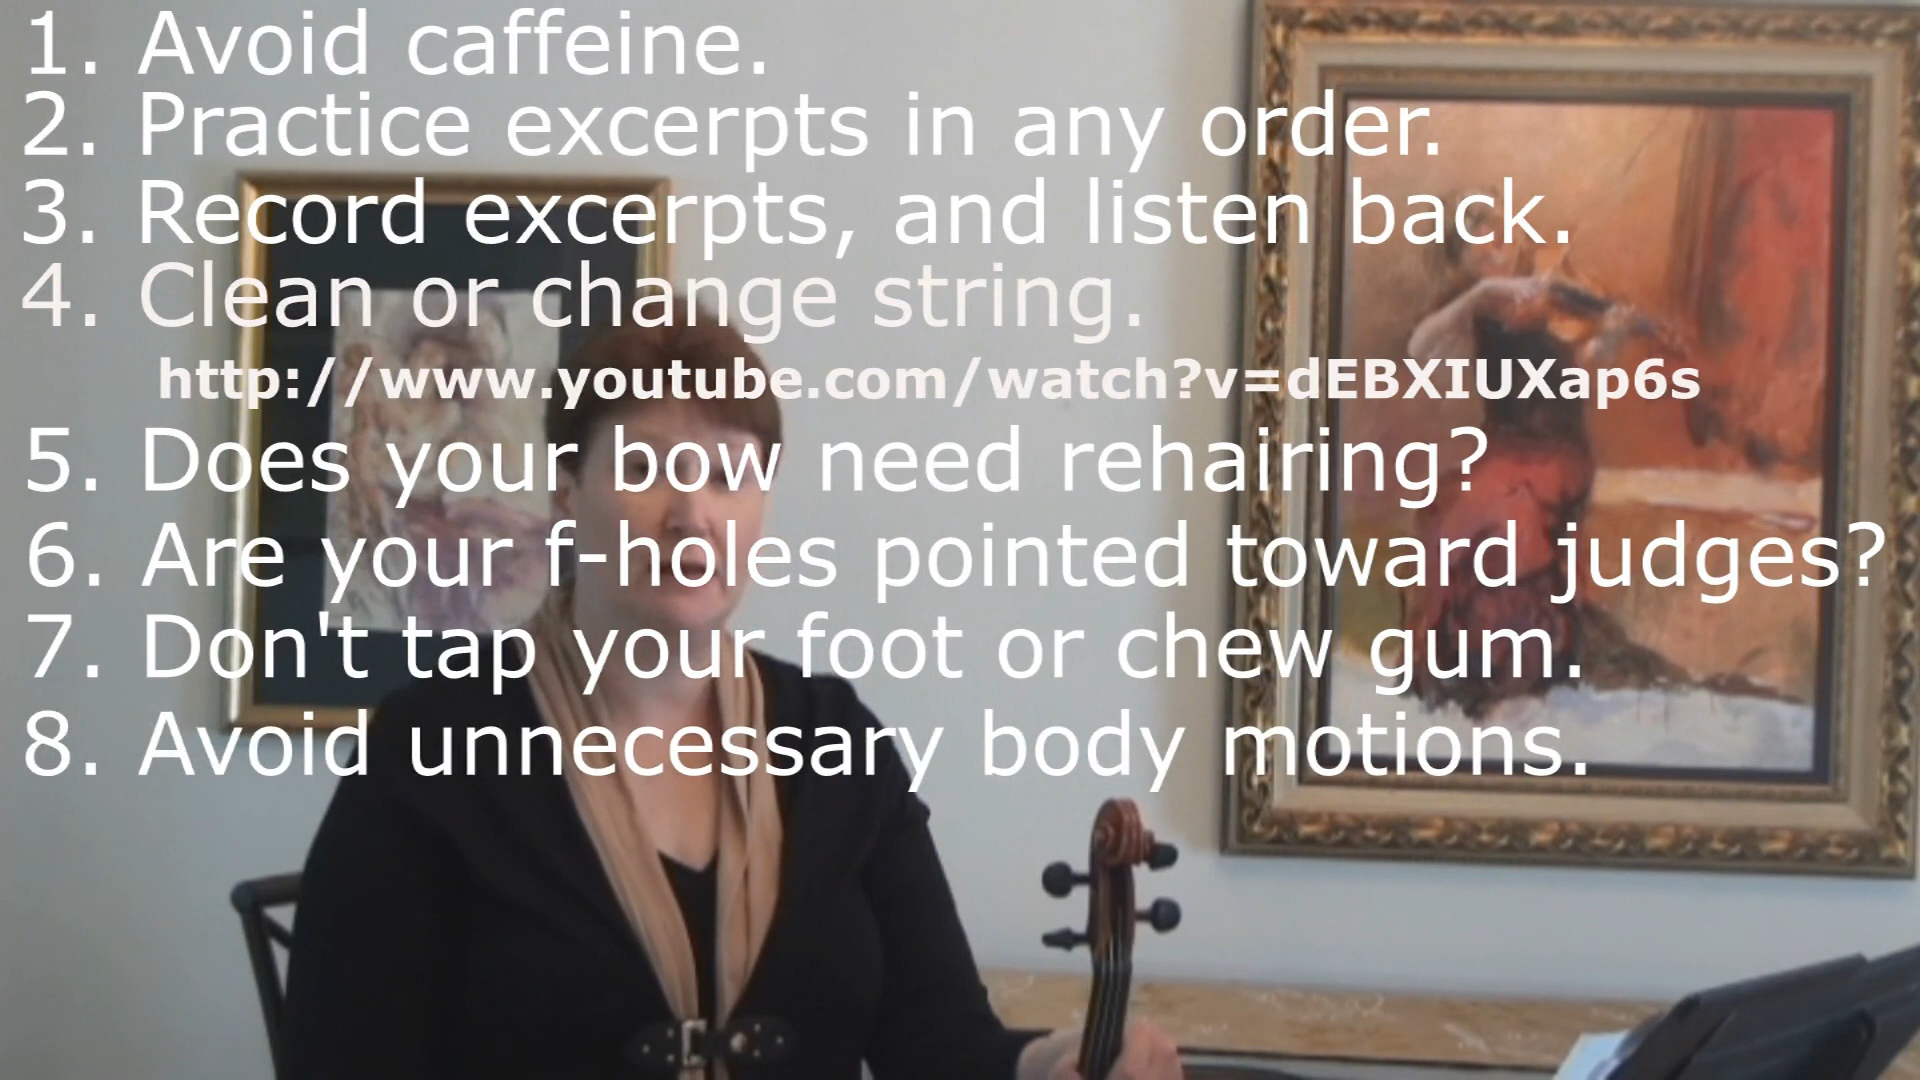 1. Avoid caffeine.
2. Practice excerpts in any order.
3. Record excerpts, and listen back.
4. Clean or change string.
http://www.youtube.com/watch?v=dEBXIUXap6s
5. Does your bow need rehairing?
6. Are your f-holes pointed toward judges?
7. Don't tap your foot or chew gum.
8. Avoid unnecessary body motions.